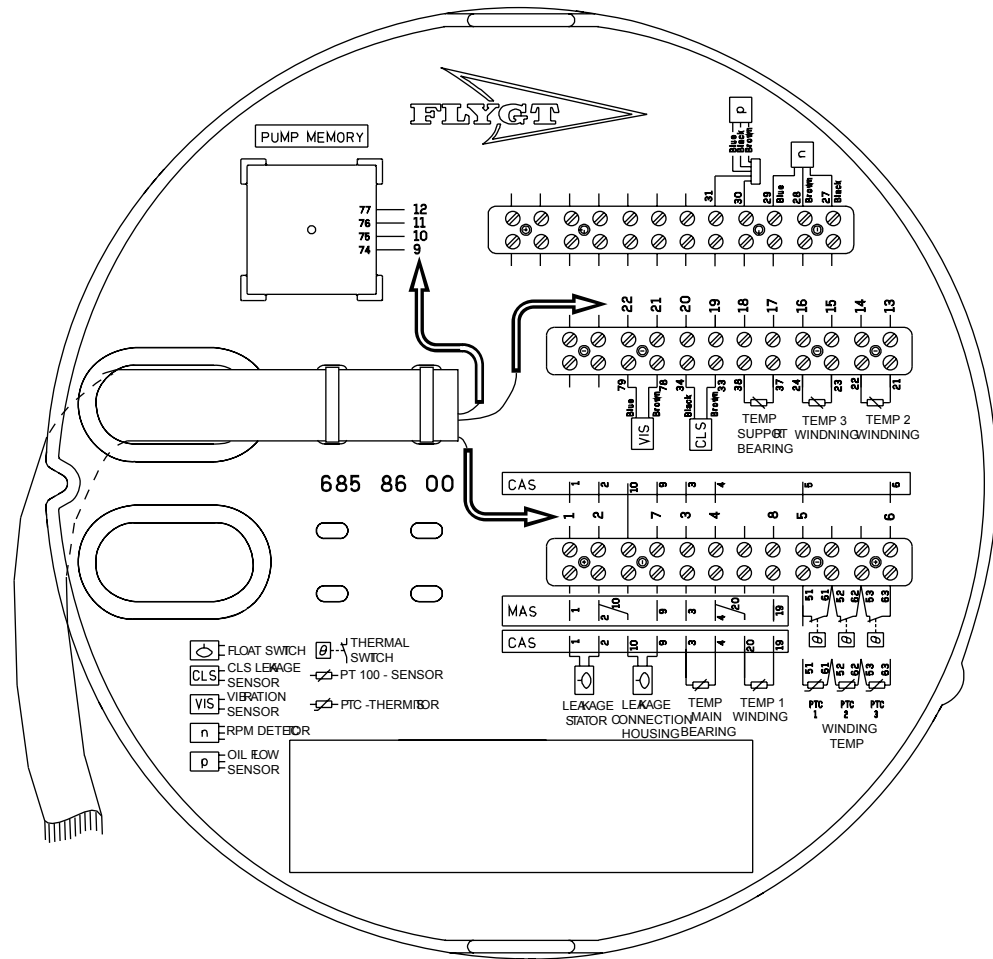 FLYGT
PUMP MEMORY
77 12
76 11
75 10
74 9
p
Blue Black Brown
n
31 30 29 Blue 28 Brown 27 Black
22 21 20 19 18 17 16 15 14 13
79 78 34 33 38 37 24 23 22 21
Blue Brown Black Brown
VIS CLS
TEMP SUPPORT BEARING
TEMP 3 WINDNING
TEMP 2 WINDNING
685 86 00
CAS 1 2 10 9 3 4 5 6
1 2 7 3 4 8 5 6
51 61 52 62 53 63
MAS 1 2 10 9 3 4 20 19
θ θ θ
CAS 1 2 10 9 3 4 20 19
51 61 52 62 53 63
PTC 1
PTC 2
PTC 3
LEAKAGE STATOR
LEAKAGE CONNECTION HOUSING
TEMP MAIN BEARING
TEMP 1 WINDING
WINDING TEMP
FLOAT SWITCH
CLS CLS LEAKAGE SENSOR
VIS VIBRATION SENSOR
n RPM DETECTOR
p OIL FLOW SENSOR
θ THERMAL SWITCH
PT 100 - SENSOR
PTC -THERMISTOR